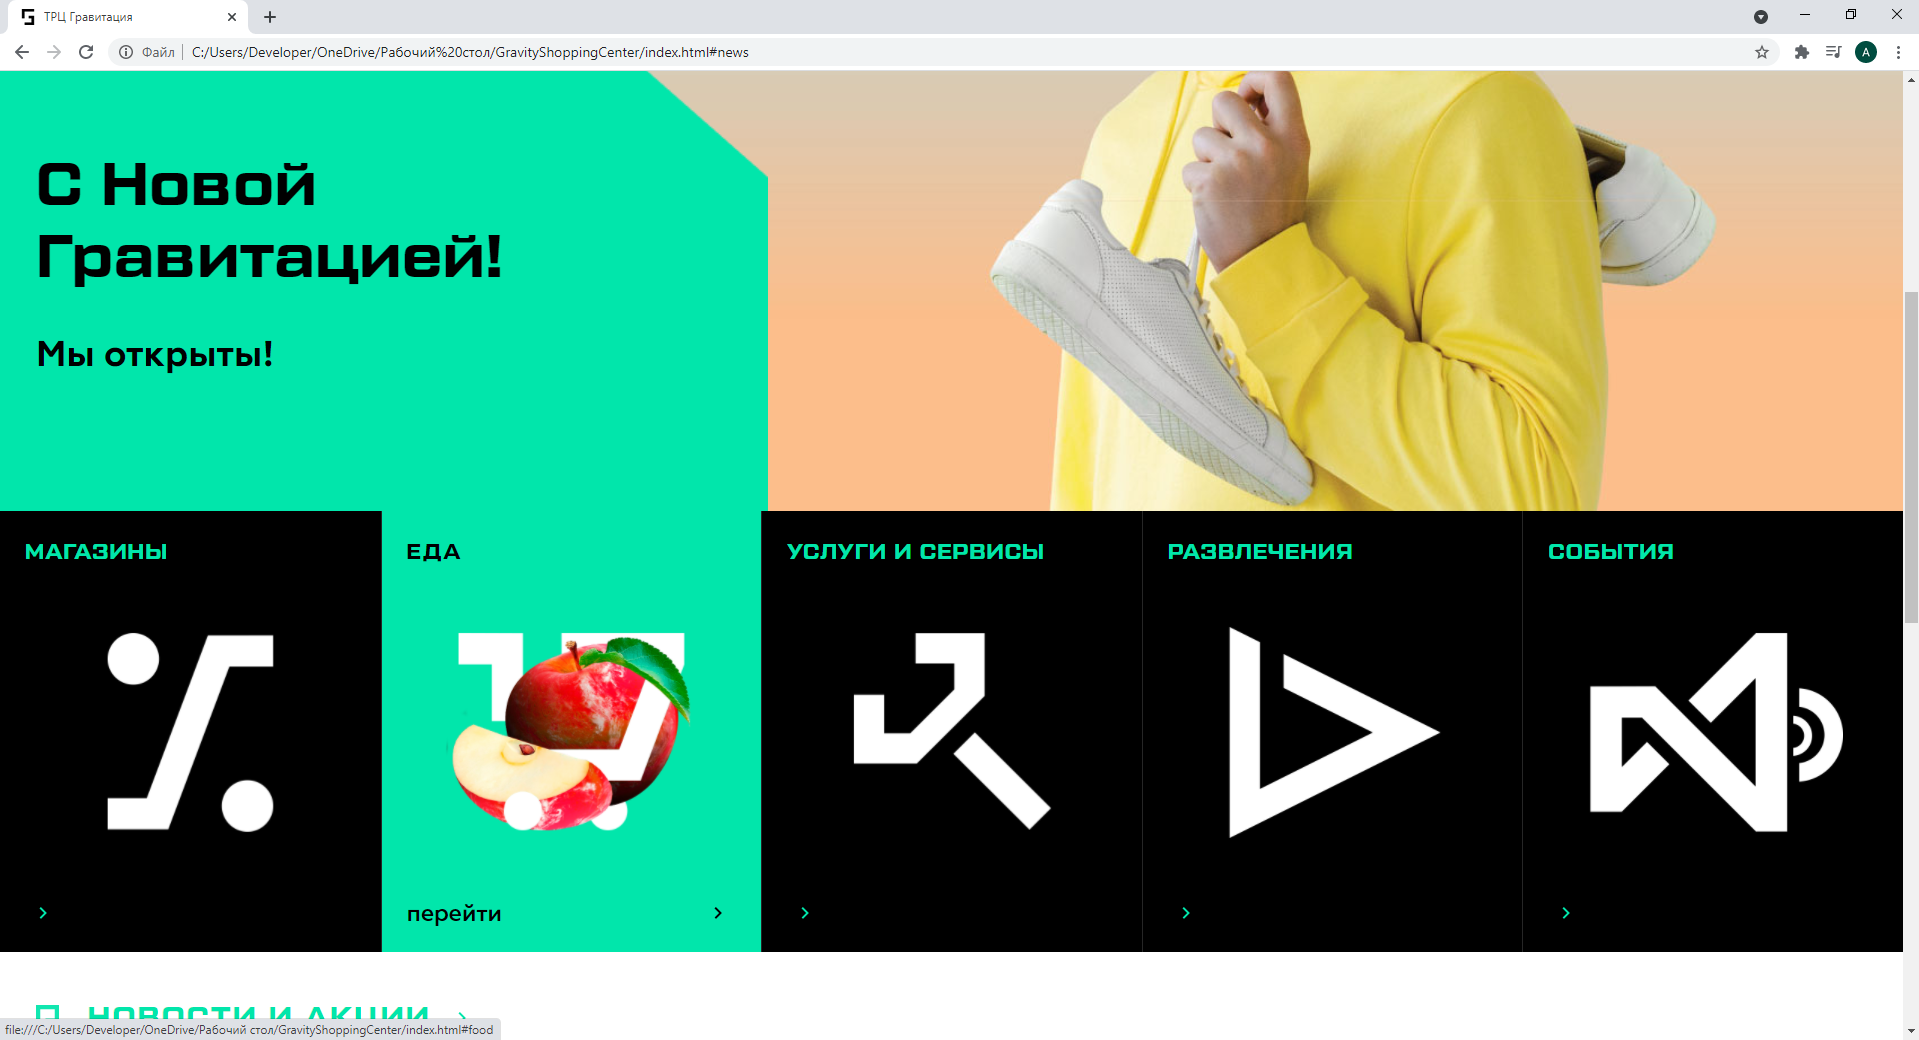 ТРЦ Гравитация
Файл
C:/Users/Developer/OneDrive/Рабочий%20стол/GravityShoppingCenter/index.html#news
A
С Новой
Гравитацией!
Мы открыты!
МАГАЗИНЫ
ЕДА
УСЛУГИ И СЕРВИСЫ
РАЗВЛЕЧЕНИЯ
СОБЫТИЯ
перейти
НОВОСТИ И АКЦИИ
file:///C:/Users/Developer/OneDrive/Рабочий стол/GravityShoppingCenter/index.html#food